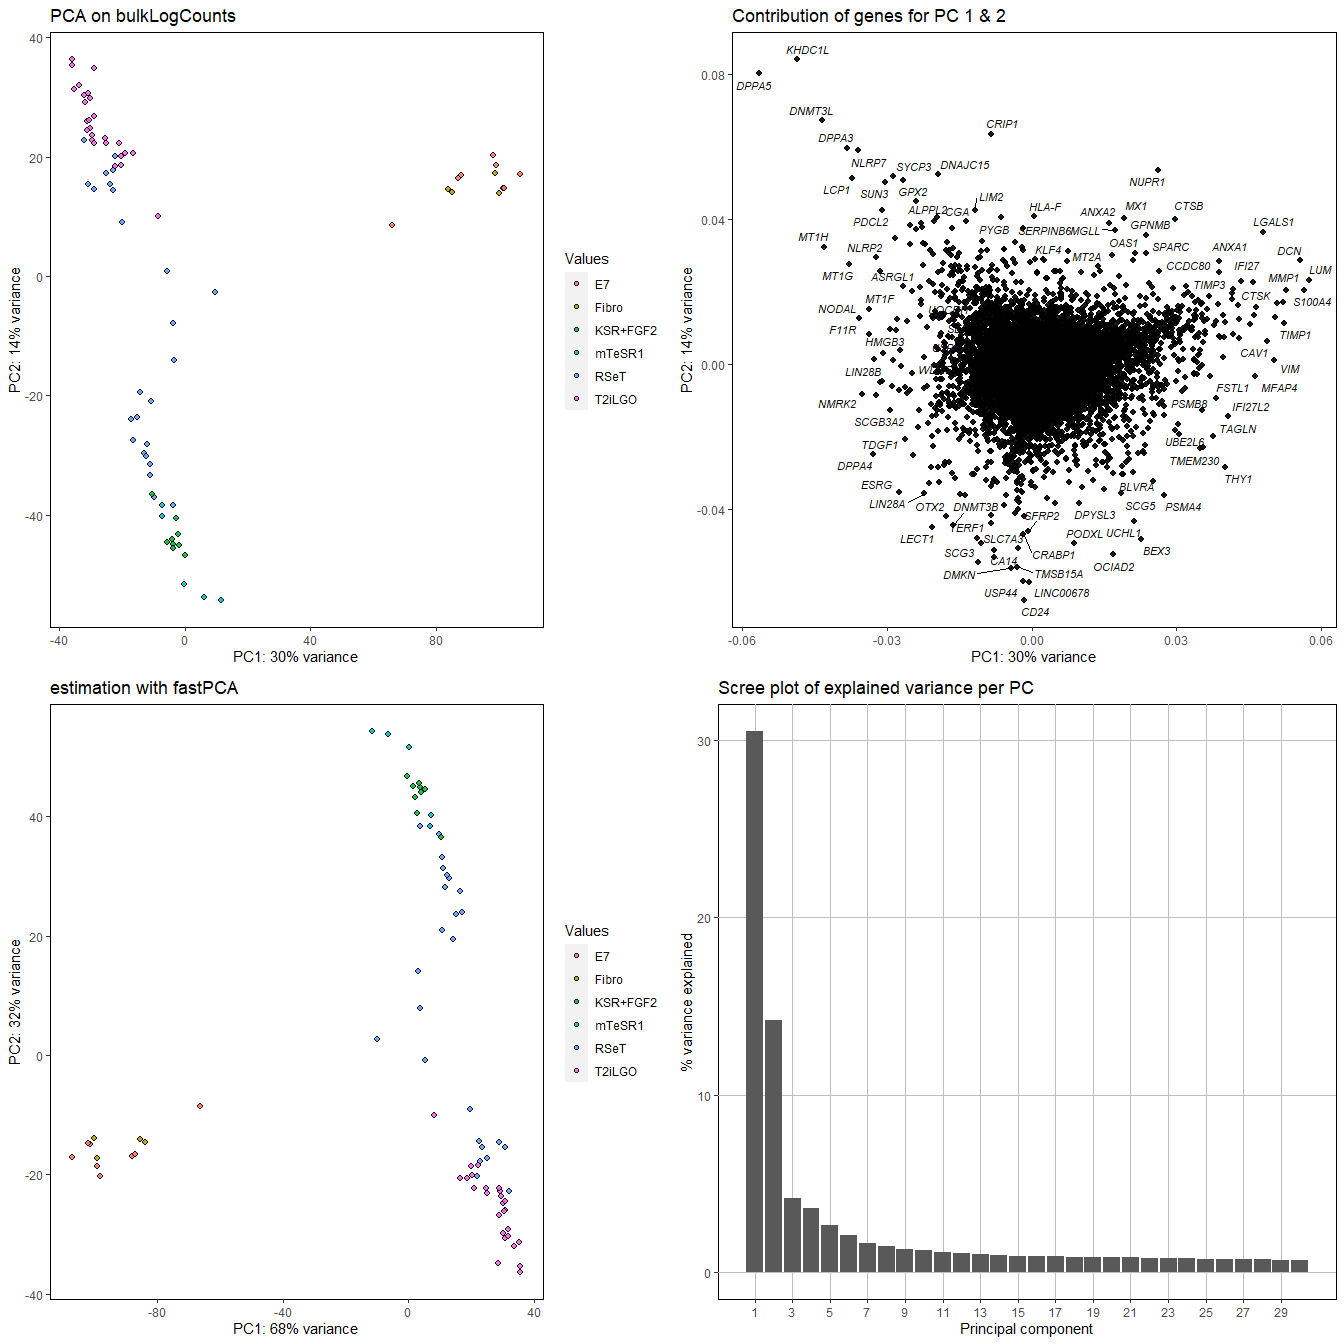 PCA on bulkLogCounts
40
20
0
-20
-40
-40
0
40
80
PC1: 30% variance
PC2: 14% variance
Values
E7
Fibro
KSR+FGF2
mTeSR1
RSeT
T2iLGO
Contribution of genes for PC 1 & 2
KHDC1L
DPPA5
DNMT3L
CRIP1
DPPA3
NLRP7
SYCP3
DNAJC15
NUPR1
LCP1
SUN3
GPX2
LIM2
ALPPL2
CGA
HLA-F
ANXA2
MX1
CTSB
PDCL2
PYGB
SERPINB6
MGLL
GPNMB
LGALS1
MT1H
NLRP2
KLF4
OAS1
SPARC
ANXA1
DCN
MT2A
CCDC80
IFI27
LUM
MT1G
ASRGL1
TIMP3
MMP1
MT1F
CTSK
S100A4
NODAL
F11R
TIMP1
HMGB3
CAV1
VIM
LIN28B
FSTL1
MFAP4
NMRK2
PSMB8
IFI27L2
SCGB3A2
TAGLN
TDGF1
UBE2L6
DPPA4
TMEM230
THY1
ESRG
BLVRA
LIN28A
OTX2
DNMT3B
SFRP2
DPYSL3
SCG5
PSMA4
LECT1
TERF1
SLC7A3
PODXL
UCHL1
SCG3
CA14
CRABP1
BEX3
DMKN
TMSB15A
OCIAD2
USP44
LINC00678
CD24
0.08
0.04
0.00
-0.04
-0.06
-0.03
0.00
0.03
0.06
PC1: 30% variance
PC2: 14% variance
estimation with fastPCA
40
20
0
-20
-40
-80
-40
0
40
PC1: 68% variance
PC2: 32% variance
Values
E7
Fibro
KSR+FGF2
mTeSR1
RSeT
T2iLGO
Scree plot of explained variance per PC
30
20
10
0
1
3
5
7
9
11
13
15
17
19
21
23
25
27
29
Principal component
% variance explained